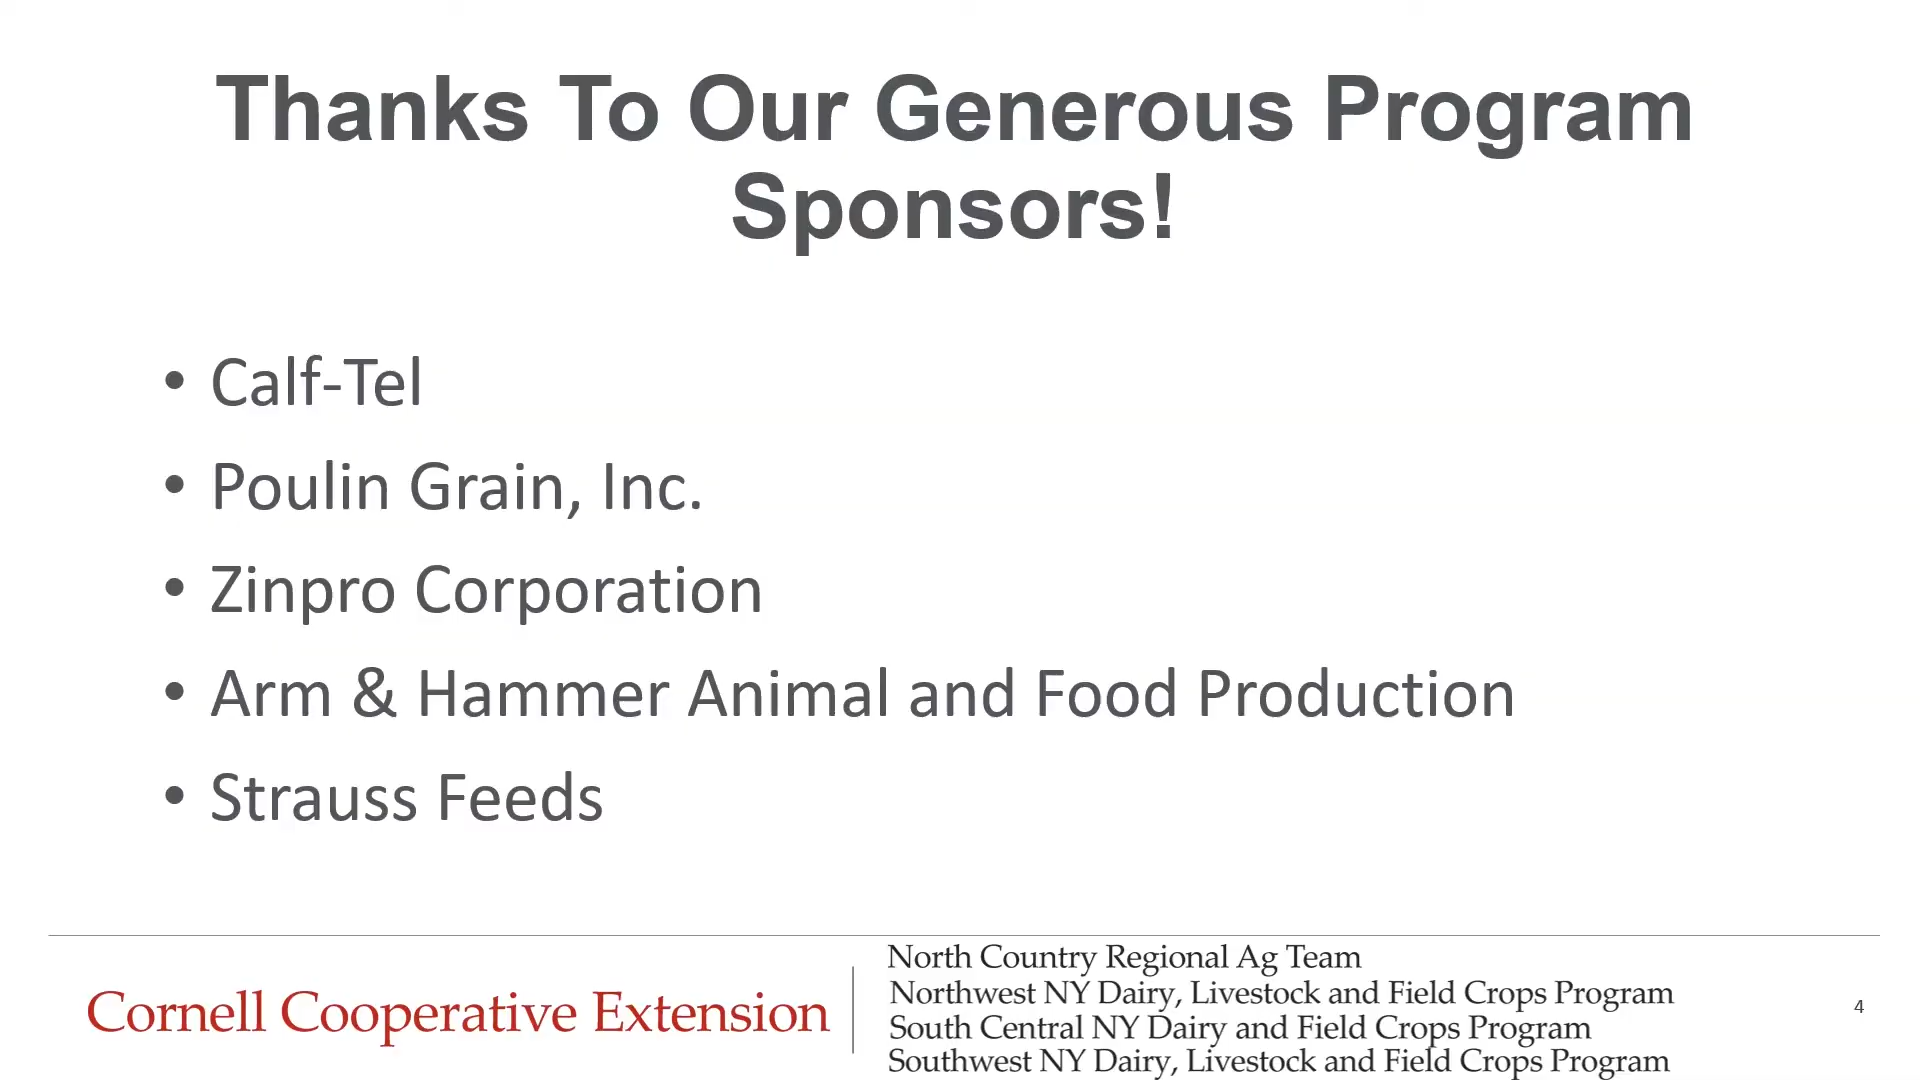 Thanks To Our Generous Program
Sponsors!
• Calf-Tel
• Poulin Grain, Inc.
• Zinpro Corporation
• Arm & Hammer Animal and Food Production
• Strauss Feeds
Cornell Cooperative Extension
North Country Regional Ag Team
Northwest NY Dairy, Livestock and Field Crops Program
South Central NY Dairy and Field Crops Program
Southwest NY Dairy, Livestock and Field Crops Program
4